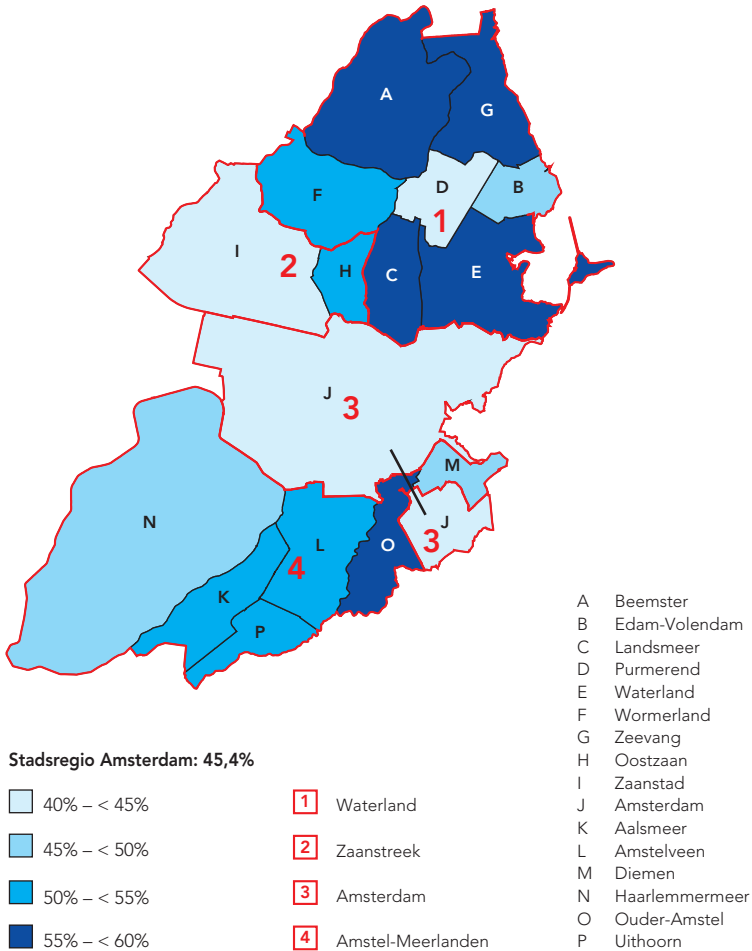 A
G
D
B
F
1
I
2
H
C
E
J
3
M
N
J
L
O
3
4
K
P
A Beemster
B Edam-Volendam
C Landsmeer
D Purmerend
E Waterland
F Wormerland
G Zeevang
H Oostzaan
I Zaanstad
J Amsterdam
K Aalsmeer
L Amstelveen
M Diemen
N Haarlemmermeer
O Ouder-Amstel
P Uithoorn
Stadsregio Amsterdam: 45,4%
40% – < 45%
45% – < 50%
50% – < 55%
55% – < 60%
1 Waterland
2 Zaanstreek
3 Amsterdam
4 Amstel-Meerlanden